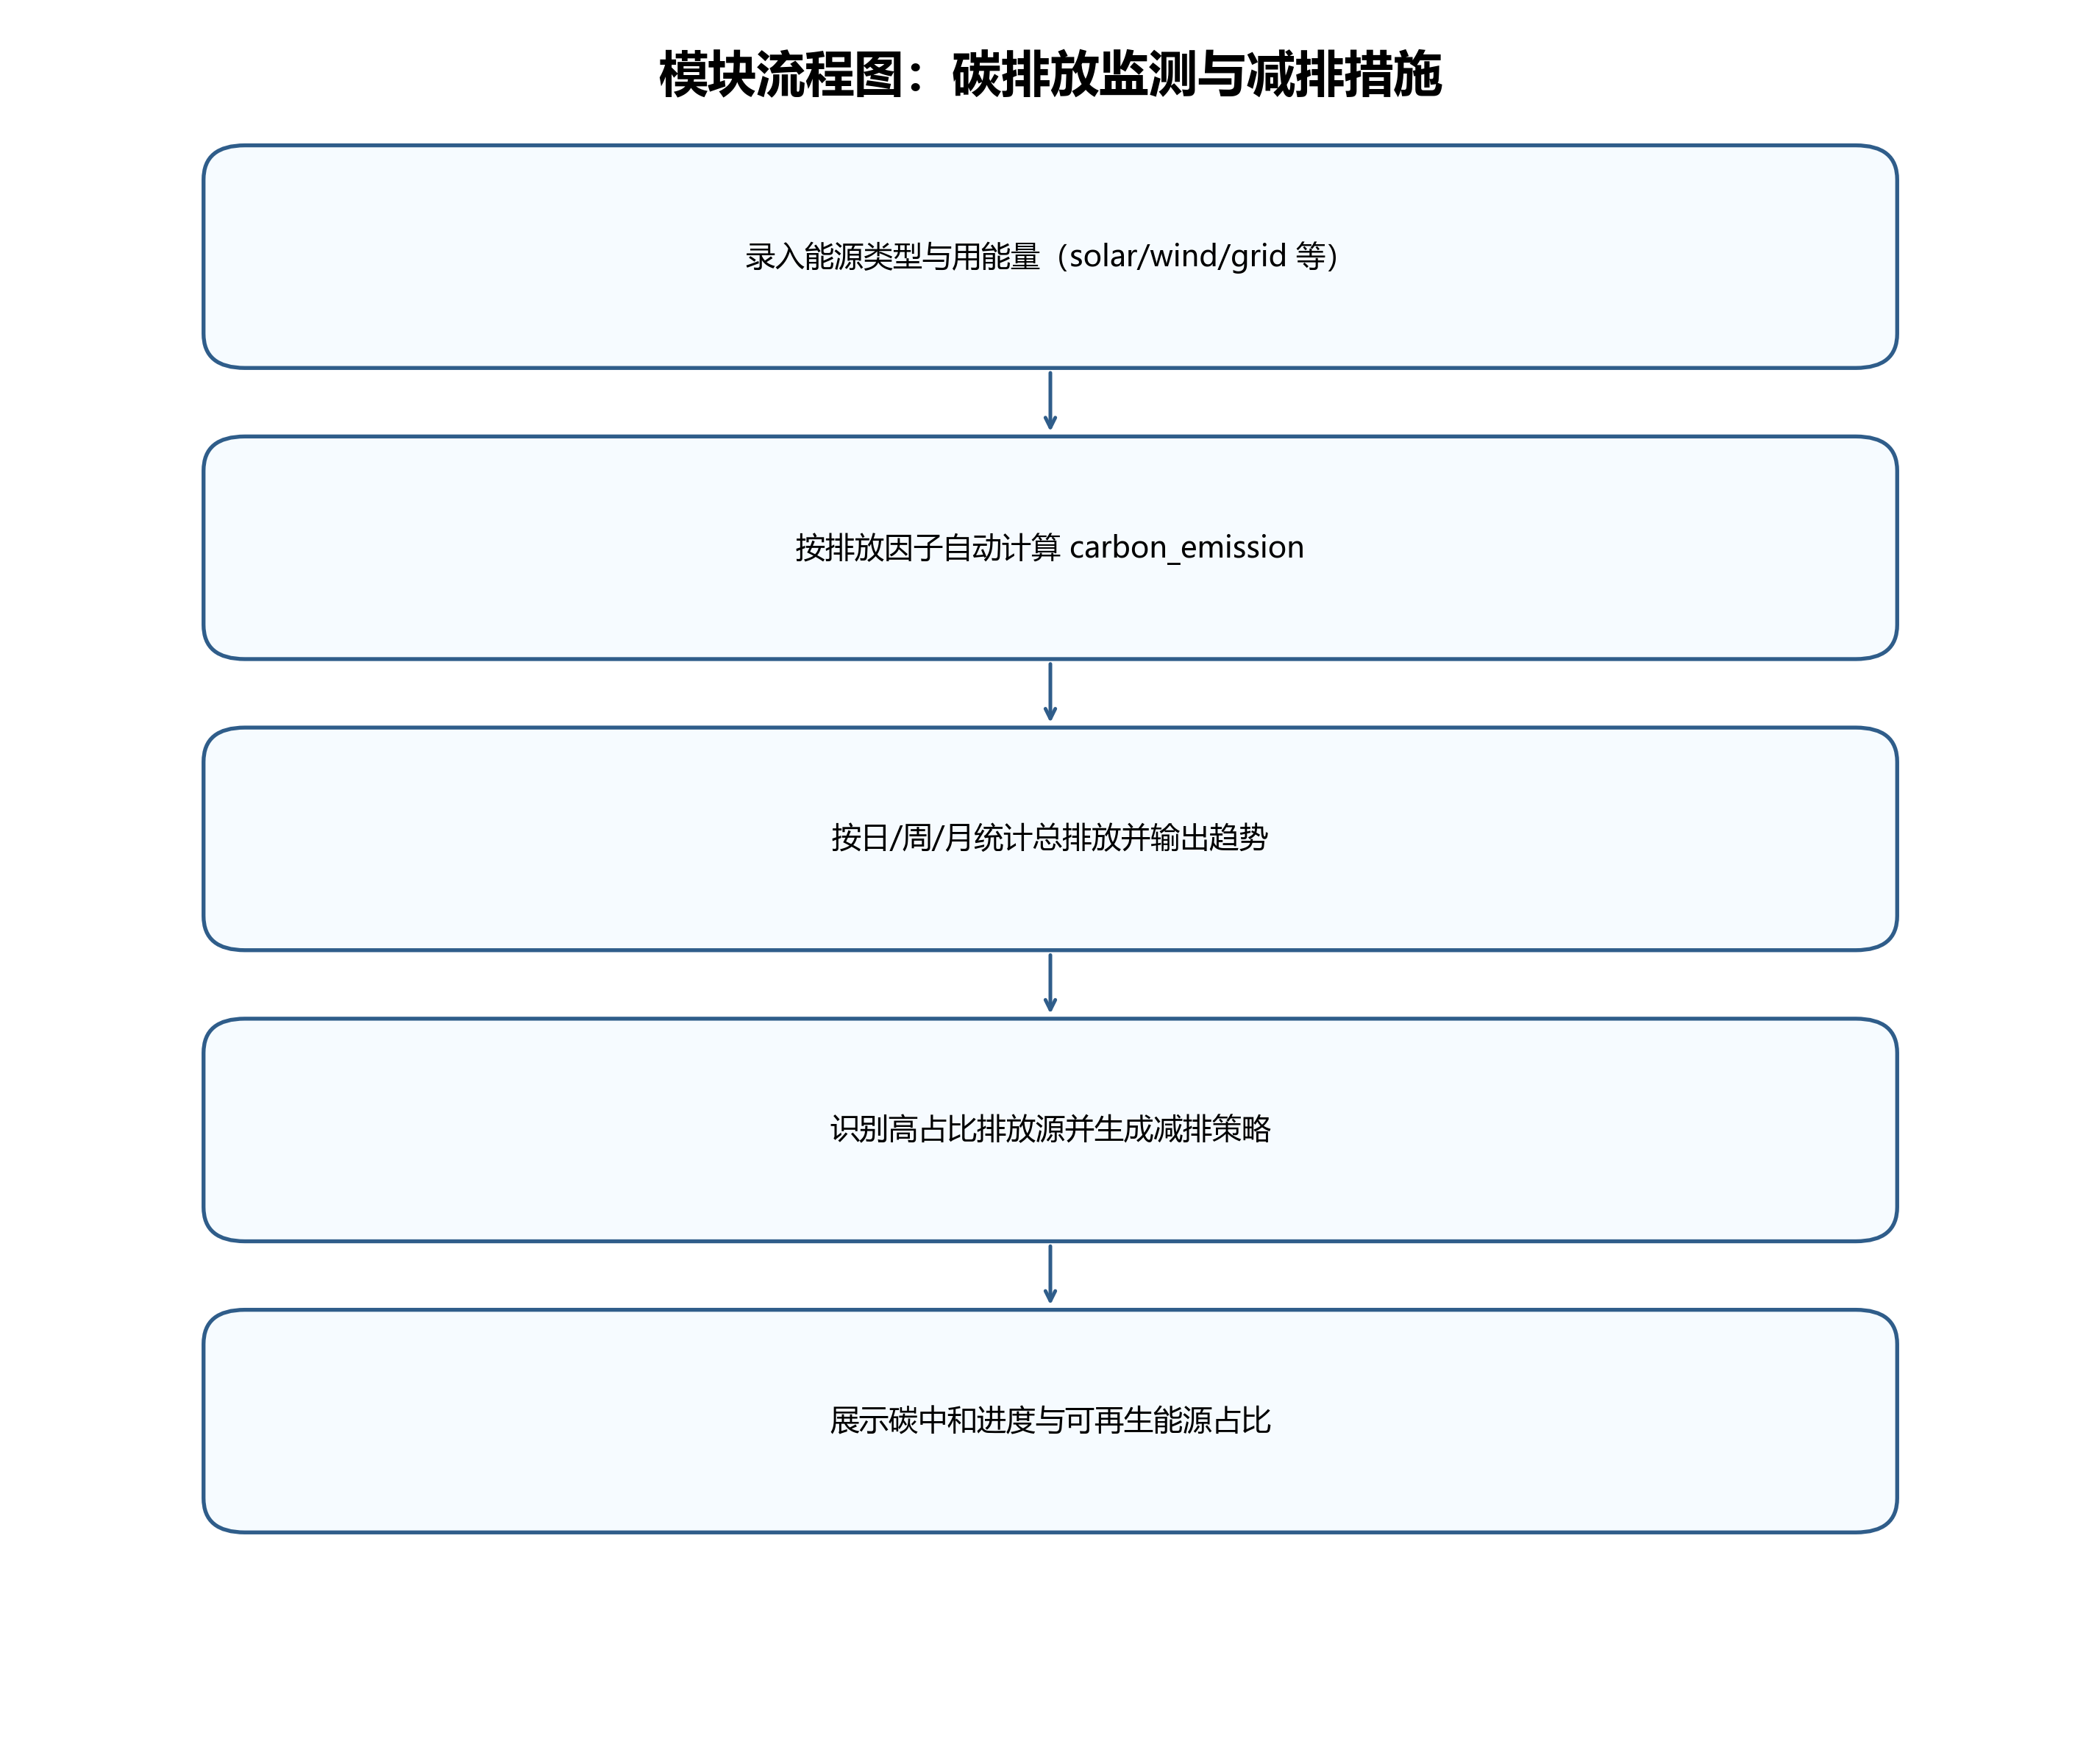 模块流程图：碳排放监测与减排措施
录入能源类型与用能量（solar/wind/grid 等）
按排放因子自动计算 carbon_emission
按日/周/月统计总排放并输出趋势
识别高占比排放源并生成减排策略
展示碳中和进度与可再生能源占比